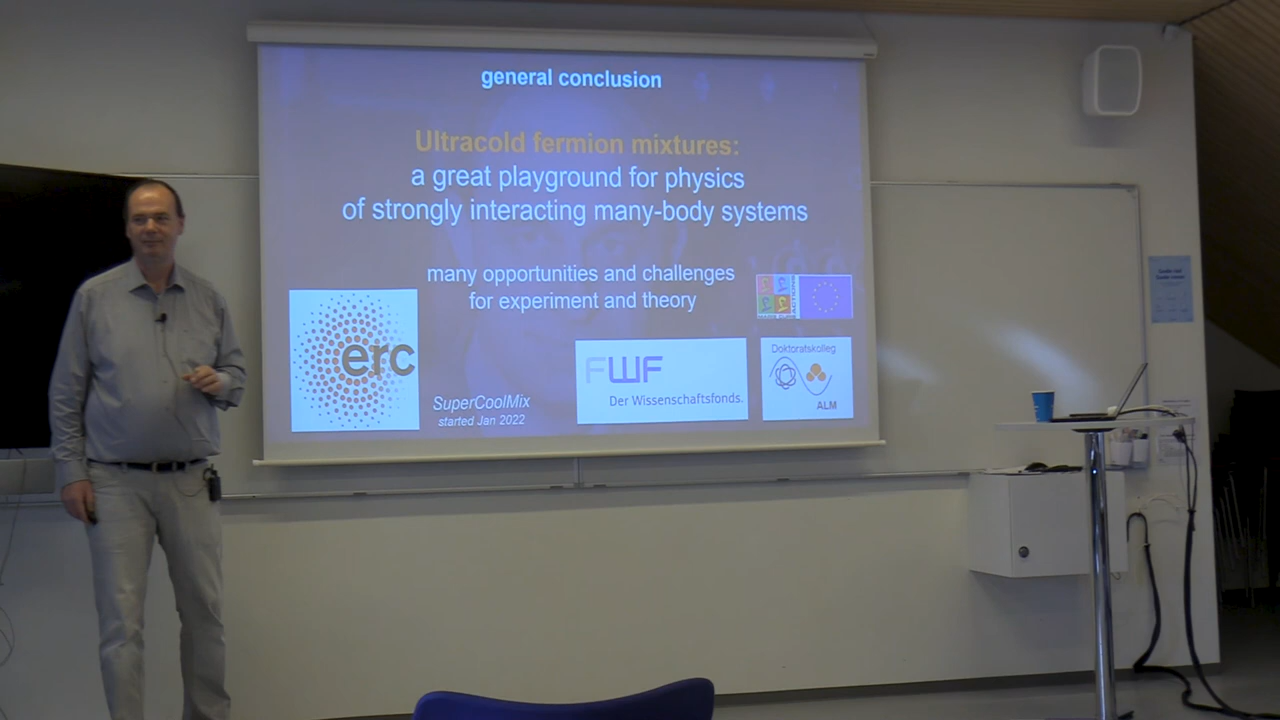 general conclusion
Ultracold fermion mixtures:
a great playground for physics
of strongly interacting many-body systems
many opportunities and challenges
for experiment and theory
erc
SuperCoolMix
started Jan 2022
FWF
Der Wissenschaftsfonds.
ACTIONS
Doktoratskolleg
ALM